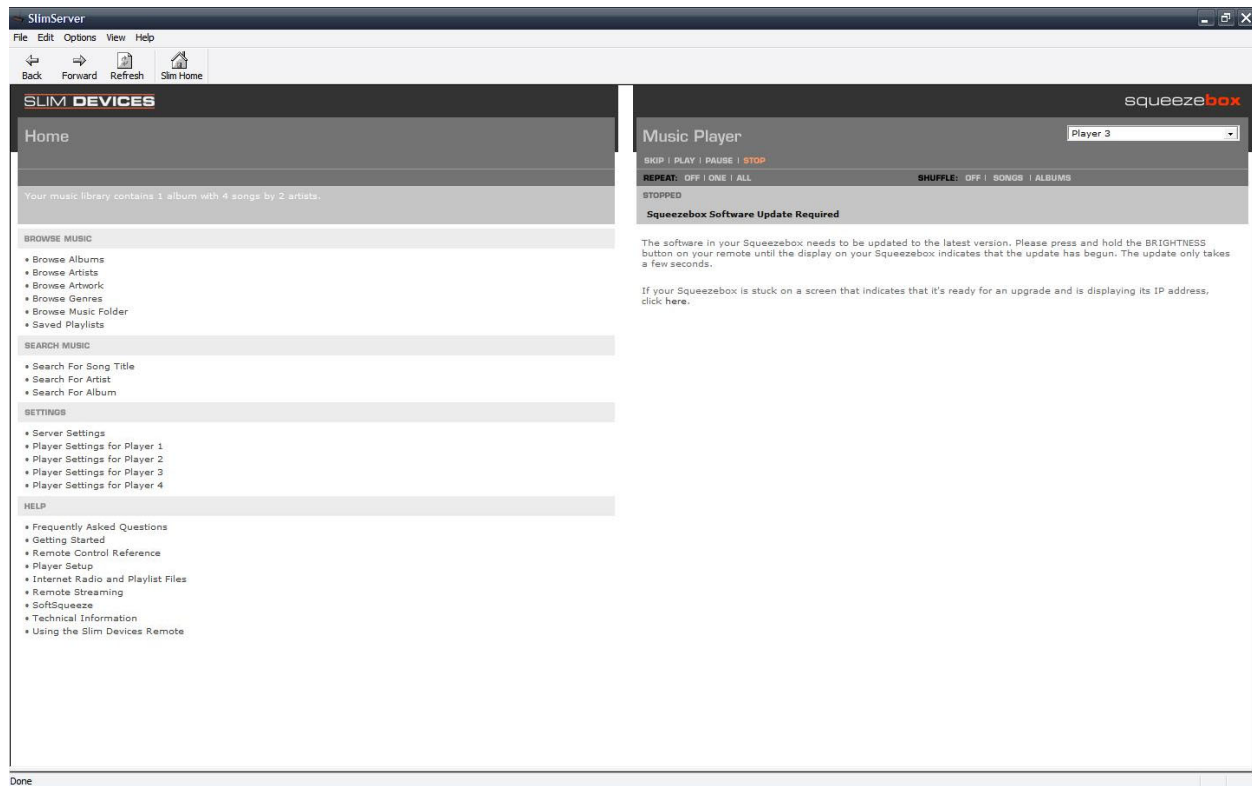 SlimServer
File Edit Options View Help
Back Forward Refresh Slim Home
SLIM DEVICES
Home
Your music library contains 1 album with 4 songs by 2 artists.
BROWSE MUSIC
• Browse Albums
• Browse Artists
• Browse Artwork
• Browse Genres
• Browse Music Folder
• Saved Playlists
SEARCH MUSIC
• Search For Song Title
• Search For Artist
• Search For Album
SETTINGS
• Server Settings
• Player Settings for Player 1
• Player Settings for Player 2
• Player Settings for Player 3
• Player Settings for Player 4
HELP
• Frequently Asked Questions
• Getting Started
• Remote Control Reference
• Player Setup
• Internet Radio and Playlist Files
• Remote Streaming
• SoftSqueeze
• Technical Information
• Using the Slim Devices Remote
squeezebox
Music Player
Player 3
SKIP | PLAY | PAUSE | STOP
REPEAT: OFF | ONE | ALL SHUFFLE: OFF | SONGS | ALBUMS
STOPPED
Squeezebox Software Update Required
The software in your Squeezebox needs to be updated to the latest version. Please press and hold the BRIGHTNESS
button on your remote until the display on your Squeezebox indicates that the update has begun. The update only takes
a few seconds.
If your Squeezebox is stuck on a screen that indicates that it's ready for an upgrade and is displaying its IP address,
click here.
Done